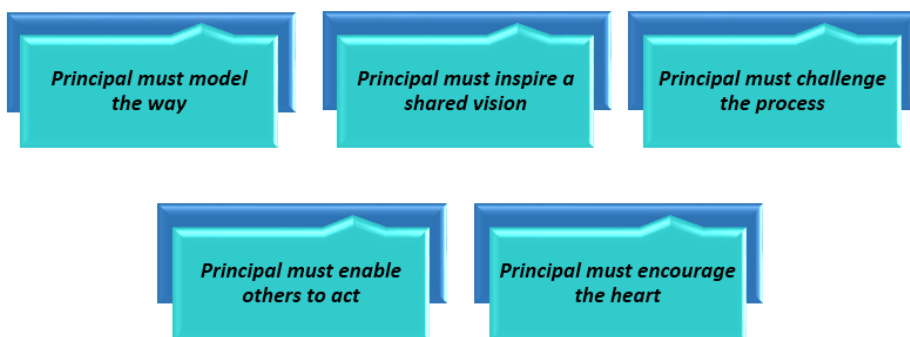 Principal must model
the way
Principal must inspire a
shared vision
Principal must challenge
the process
Principal must enable
others to act
Principal must encourage
the heart